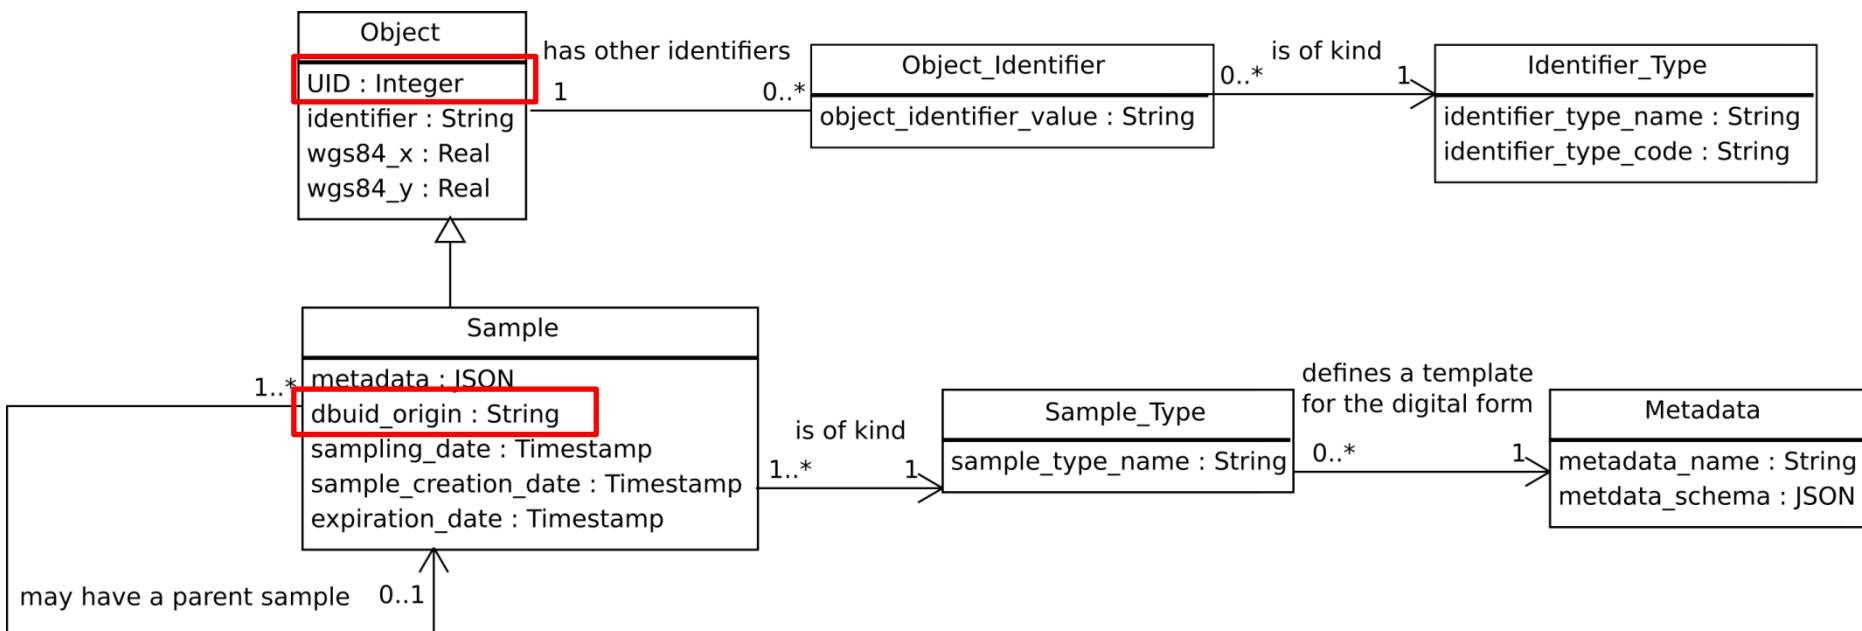 Object
UID : Integer
identifier : String
wgs84_x : Real
wgs84_y : Real
has other identifiers
1
0..*
Object_Identifier
object_identifier_value : String
is of kind
0..*
1
Identifier_Type
identifier_type_name : String
identifier_type_code : String
Sample
metadata : JSON
dbuid_origin : String
sampling_date : Timestamp
sample_creation_date : Timestamp
expiration_date : Timestamp
1..*
may have a parent sample
0..1
is of kind
1..*
1
Sample_Type
sample_type_name : String
defines a template
for the digital form
0..*
1
Metadata
metadata_name : String
metdata_schema : JSON